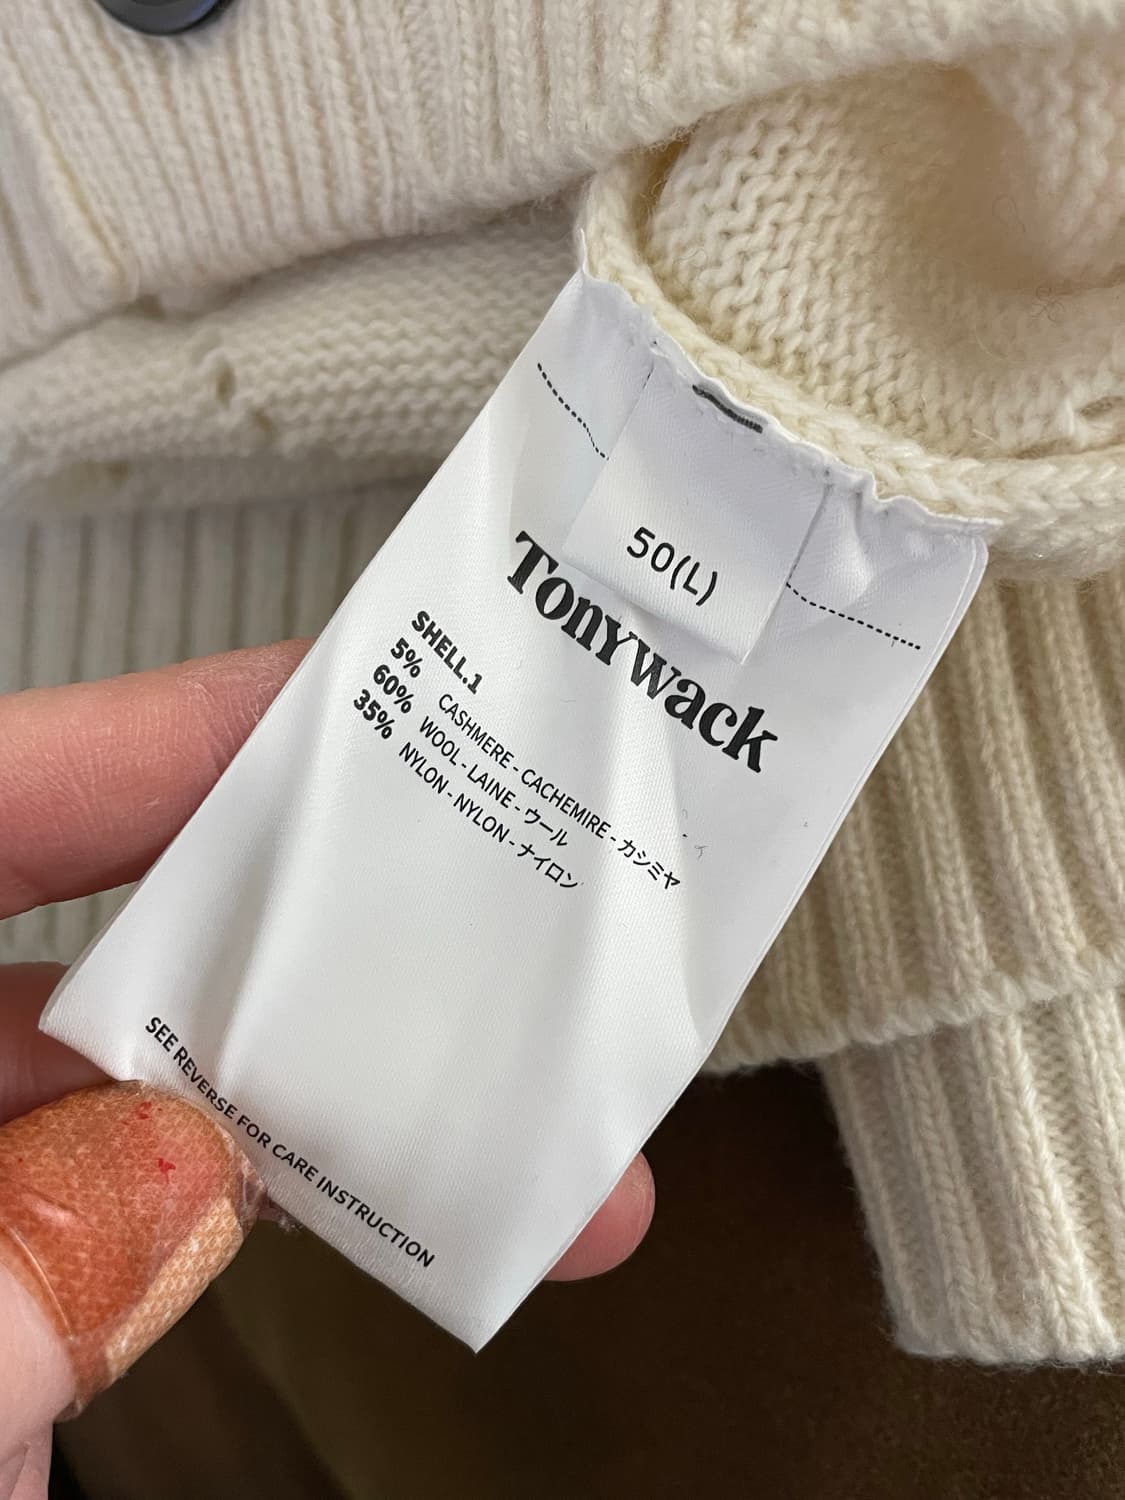 50(L)
Tonywack
SHELL.1
5% CASHMERE - CACHEMIRE - カシミヤ
60% WOOL - LAINE - ウール
35% NYLON - NYLON - ナイロン
SEE REVERSE FOR CARE INSTRUCTION